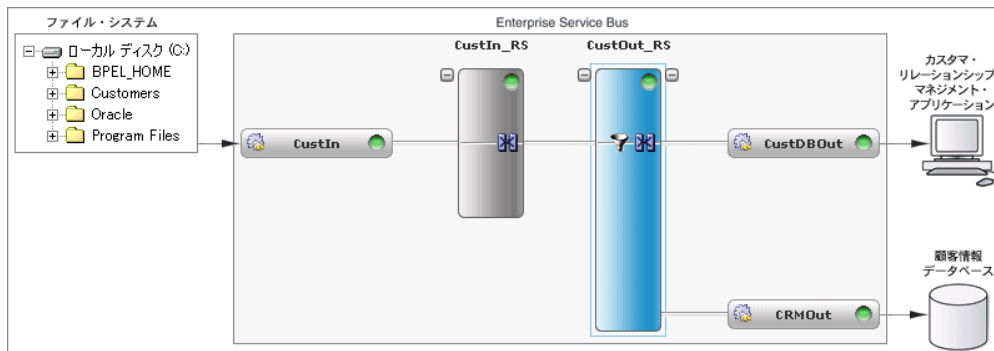 ファイル・システム
ローカル ディスク (C:)
BPEL_HOME
Customers
Oracle
Program Files
Enterprise Service Bus
CustIn_RS
CustOut_RS
CustIn
CustDBOut
CRMOut
カスタマ・
リレーションシップ
マネジメント・
アプリケーション
顧客情報
データベース